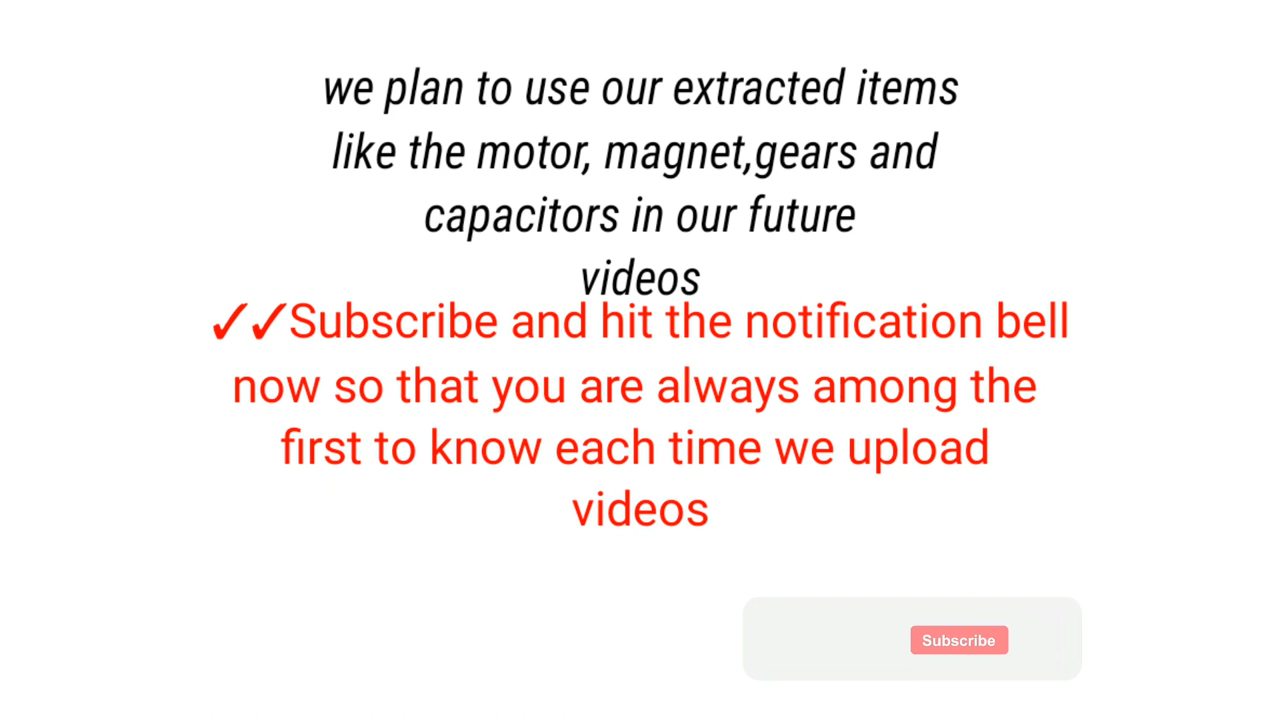 we plan to use our extracted items
like the motor, magnet,gears and
capacitors in our future
videos
✓✓Subscribe and hit the notification bell
now so that you are always among the
first to know each time we upload
videos
Subscribe